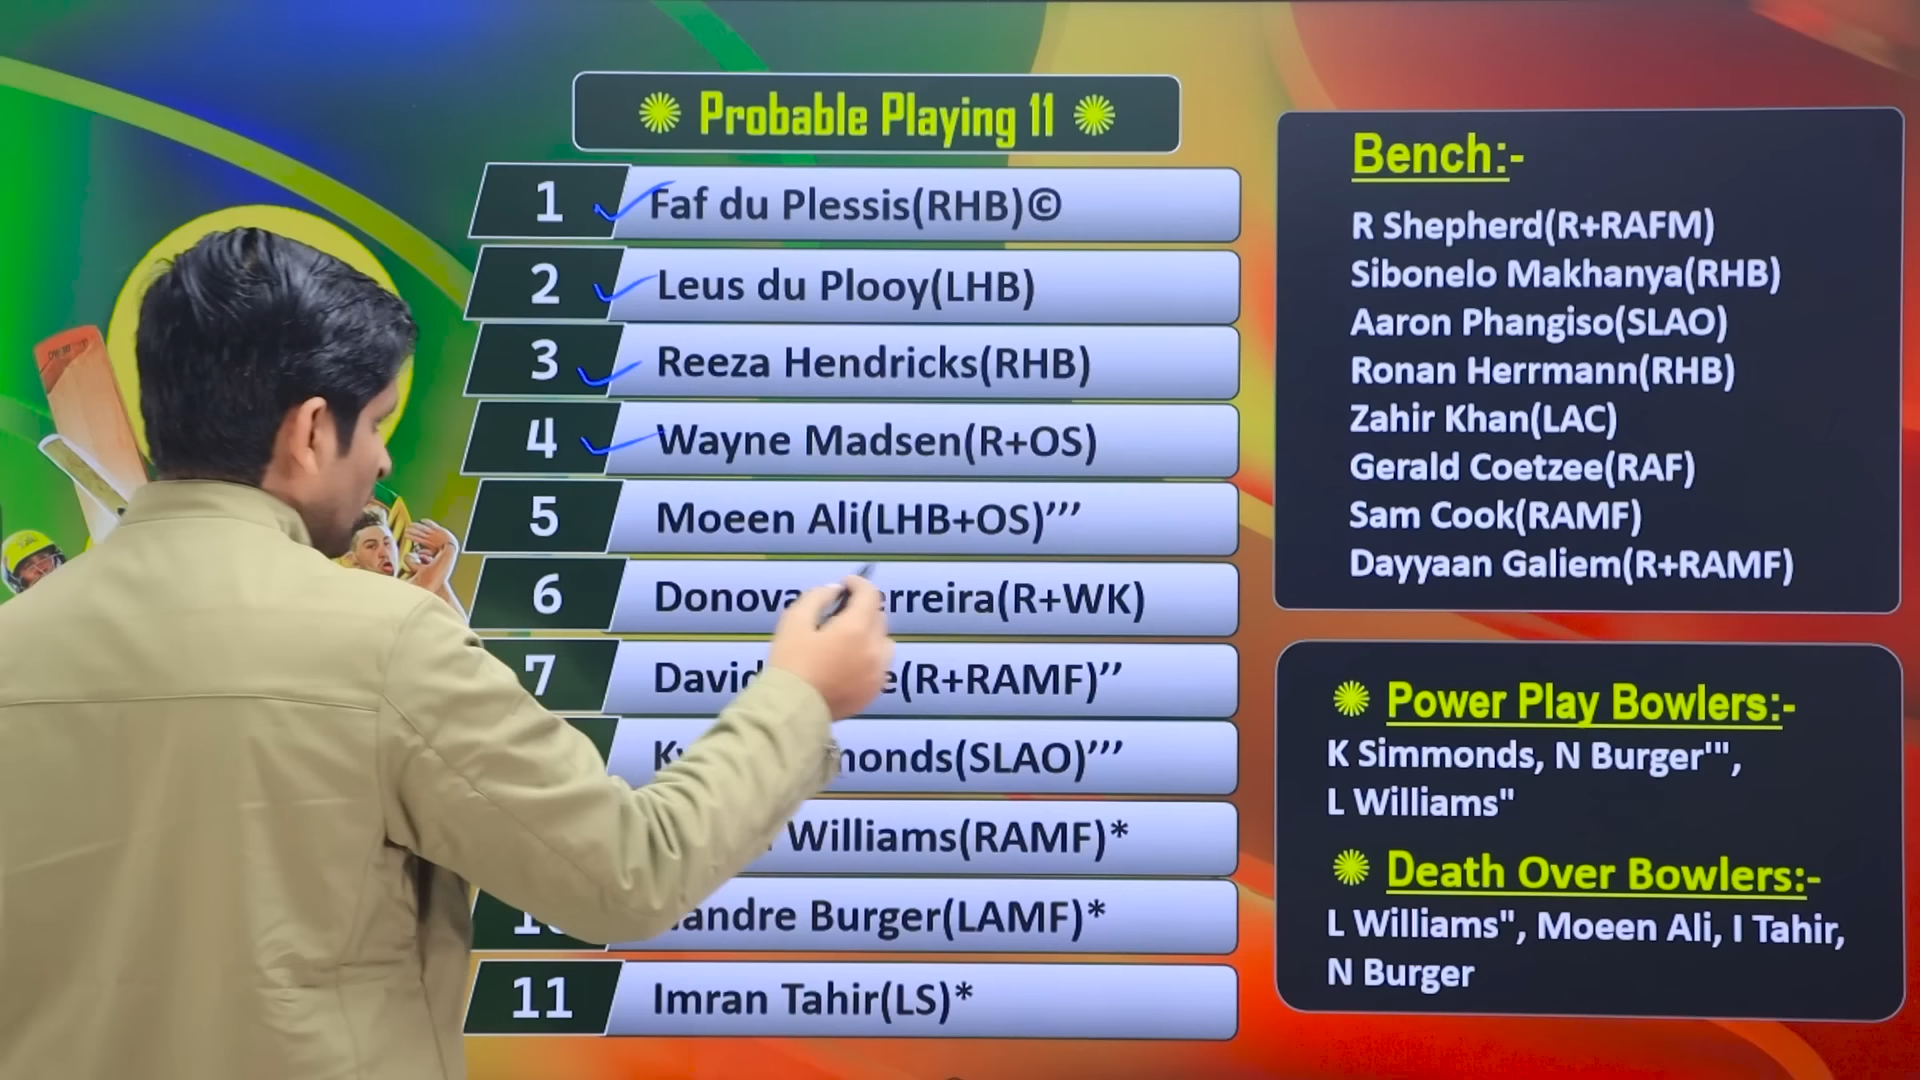 Probable Playing 11
1 Faf du Plessis(RHB)©
2 Leus du Plooy(LHB)
3 Reeza Hendricks(RHB)
4 Wayne Madsen(R+OS)
5 Moeen Ali(LHB+OS)’’’
6 Donova erreira(R+WK)
7 David e(R+RAMF)’’
monds(SLAO)’’’
Williams(RAMF)*
andre Burger(LAMF)*
11 Imran Tahir(LS)*
Bench:-
R Shepherd(R+RAFM)
Sibonelo Makhanya(RHB)
Aaron Phangiso(SLAO)
Ronan Herrmann(RHB)
Zahir Khan(LAC)
Gerald Coetzee(RAF)
Sam Cook(RAMF)
Dayyaan Galiem(R+RAMF)
Power Play Bowlers:-
K Simmonds, N Burger'",
L Williams"
Death Over Bowlers:-
L Williams", Moeen Ali, I Tahir,
N Burger